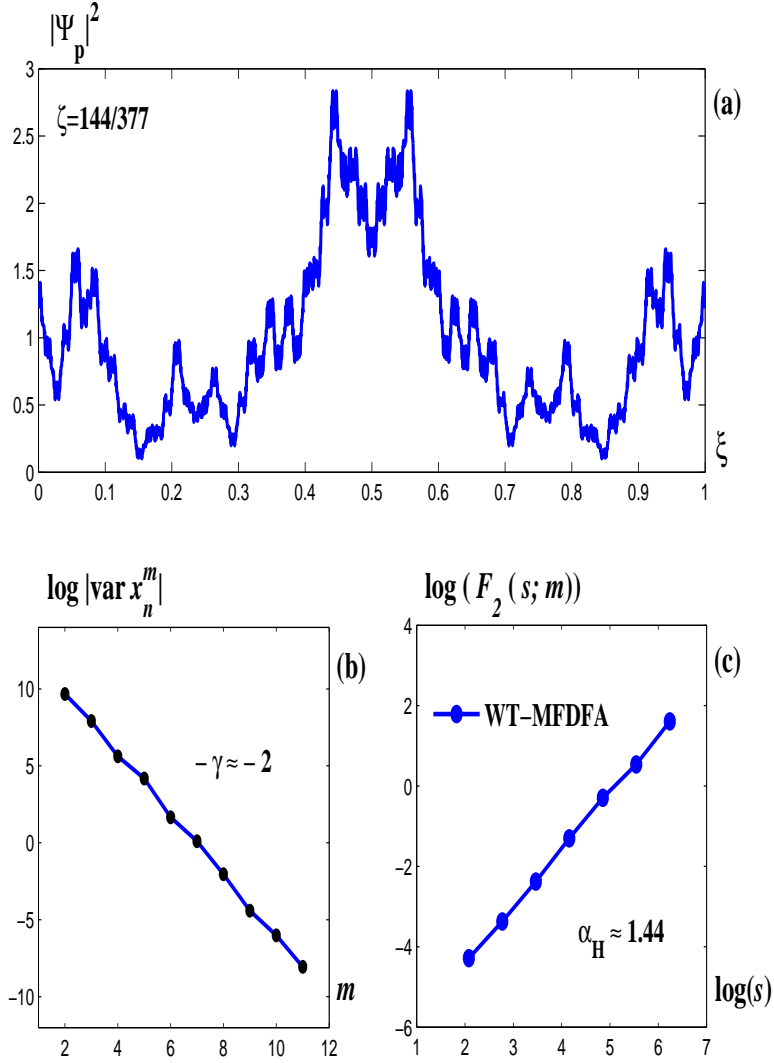 |Ψp|²
(a)
ζ=144/377
3
2.5
2
1.5
1
0.5
0
ξ
0 0.1 0.2 0.3 0.4 0.5 0.6 0.7 0.8 0.9 1
log |var x_n^m|
(b)
10
5
0
−5
−10
− γ ≈ − 2
m
2 4 6 8 10 12
log ( F_2 ( s; m))
(c)
4
2
0
−2
−4
−6
WT−MFDFA
α_H ≈ 1.44
log(s)
1 2 3 4 5 6 7